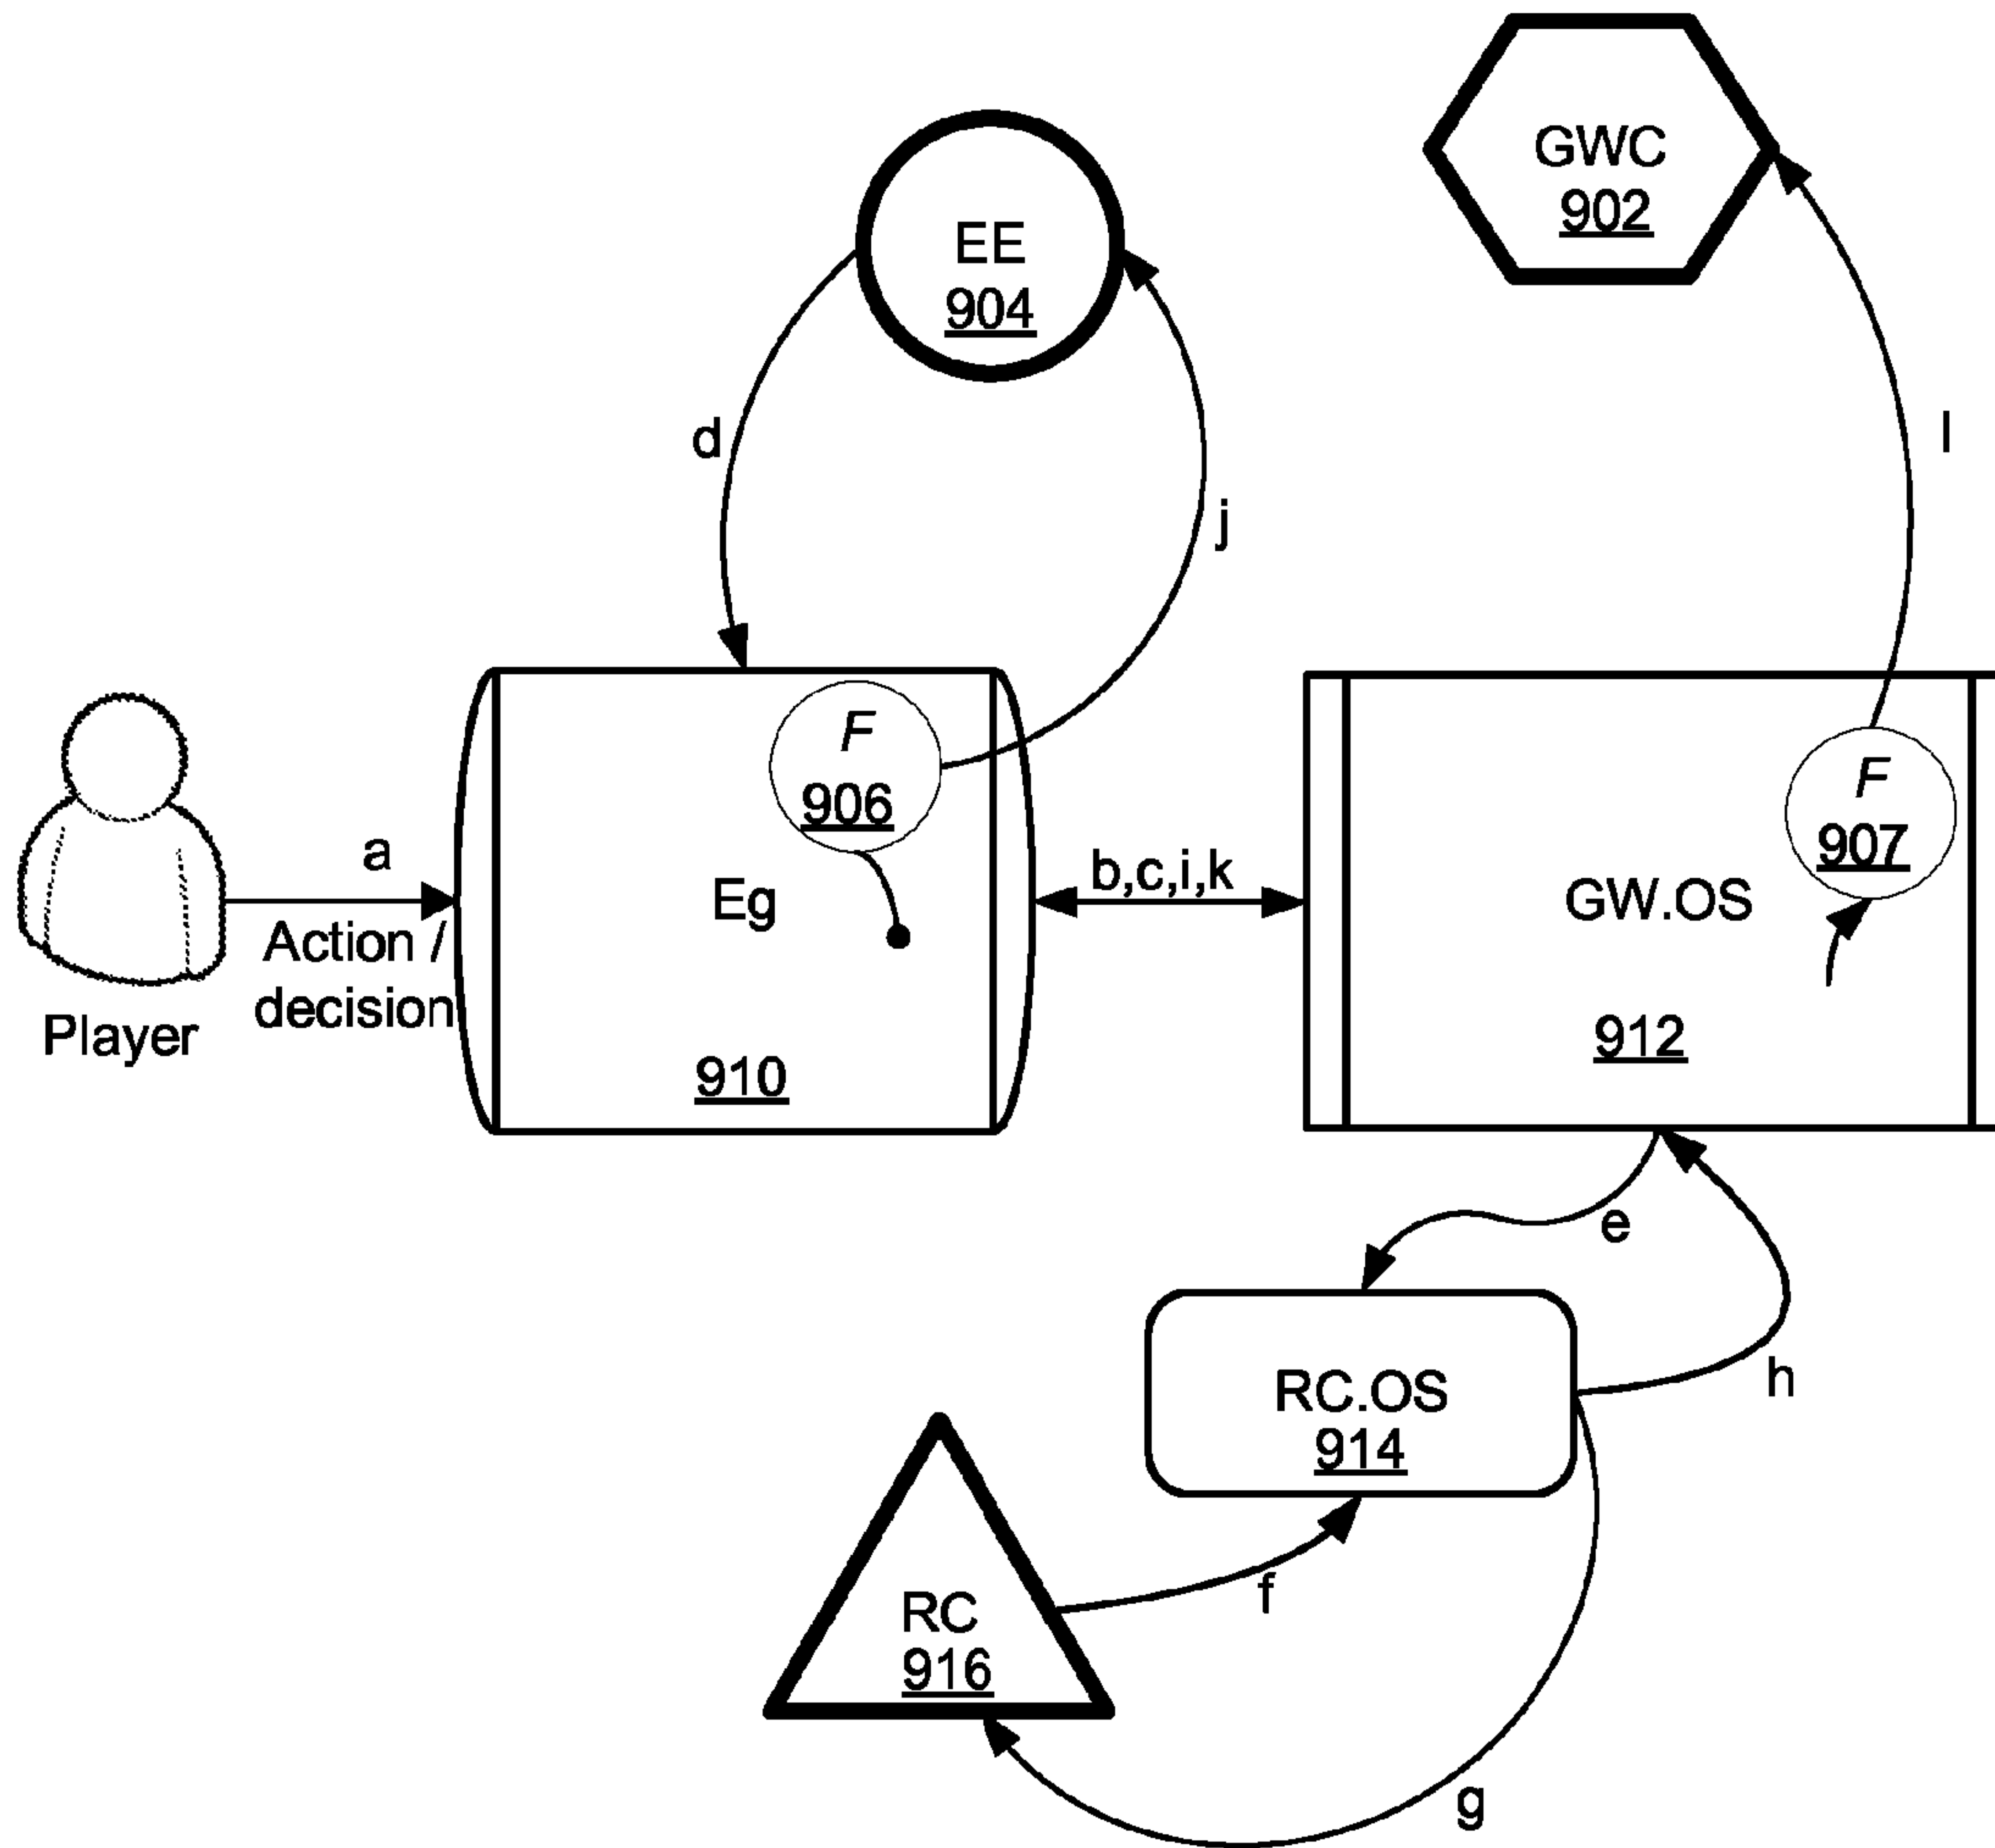 GWC
902
EE
904
d
l
j
F
906
F
907
a
Action /
decision
Player
Eg
910
b,c,i,k
GW.OS
912
e
h
RC.OS
914
f
RC
916
g